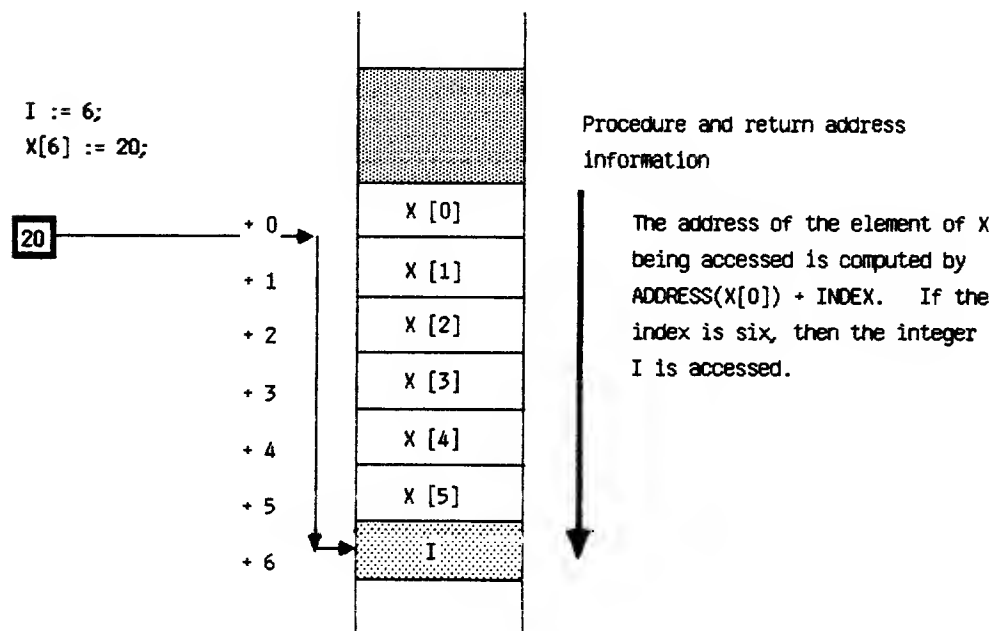 I := 6;
X[6] := 20;
20
+ 0
+ 1
+ 2
+ 3
+ 4
+ 5
+ 6
X [0]
X [1]
X [2]
X [3]
X [4]
X [5]
I
Procedure and return address
information
The address of the element of X
being accessed is computed by
ADDRESS(X[0]) + INDEX. If the
index is six, then the integer
I is accessed.